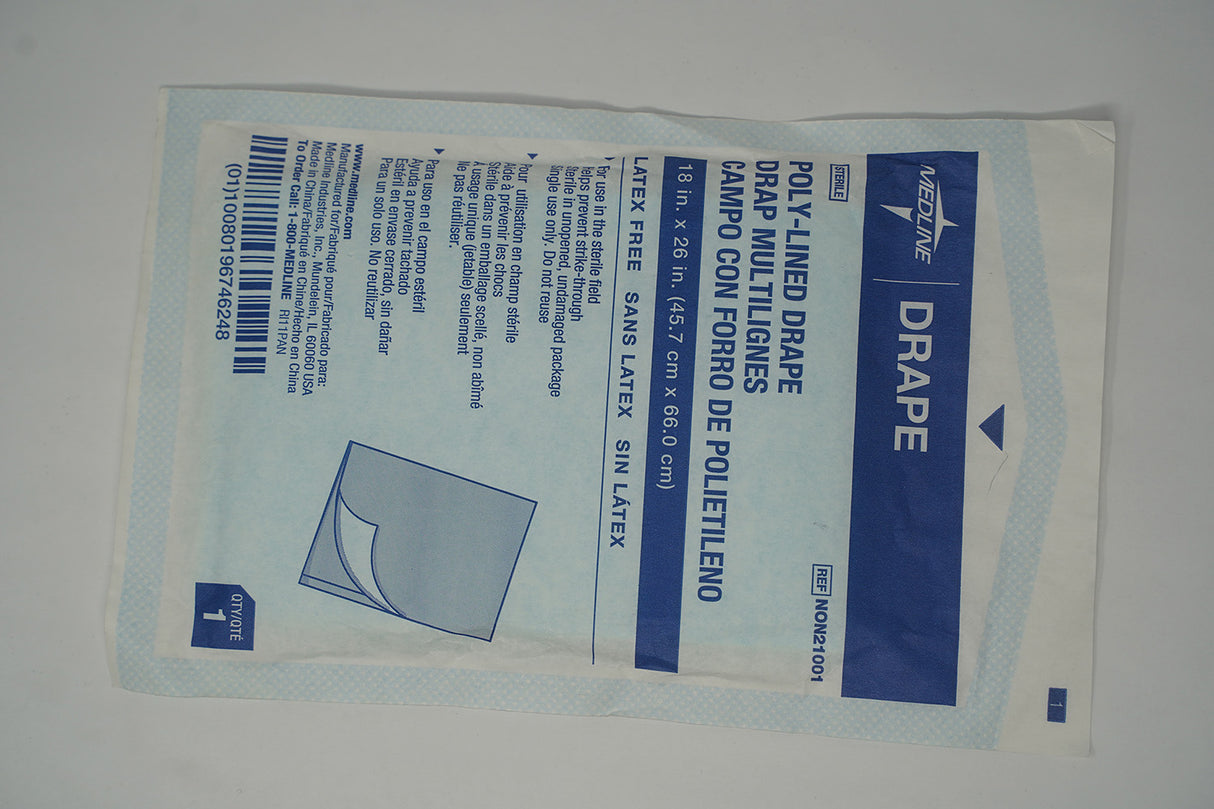 MEDLINE
DRAPE
STERILE
REF NON21001
POLY-LINED DRAPE
DRAP MULTILIGNES
CAMPO CON FORRO DE POLIETILENO
18 in. x 26 in. (45.7 cm x 66.0 cm)
LATEX FREE SANS LATEX SIN LÁTEX
For use in the sterile field
Helps prevent strike-through
Sterile in unopened, undamaged package
Single use only. Do not reuse
Pour utilisation en champ stérile
Aide à prevenir les chocs
Stérile dans un emballage scellé, non abîmé
À usage unique (jetable) seulement
Ne pas réutiliser.
Para uso en el campo estéril
Ayuda a prevenir tachado
Estéril en envase cerrado, sin dañar
Para un solo uso. No reutilizar
www.medline.com
Manufactured for/Fabriqué pour/Fabricado para:
Medline Industries, Inc., Mundelein, IL 60060 USA
Made in China/Fabriqué en Chine/Hecho en China
To Order Call: 1-800-MEDLINE RI11PAN
(01)10080196746248
QTY/QTÉ
1
1